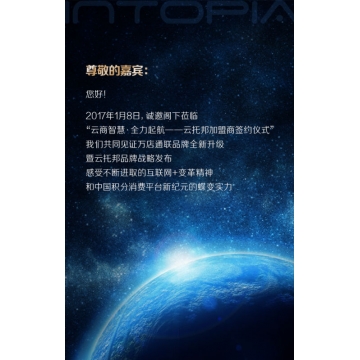 INTOPIA
尊敬的嘉宾：
您好！
2017年1月8日，诚邀阁下莅临
“云商智慧·全力起航——云托邦加盟商签约仪式”
我们共同见证万店通联品牌全新升级
暨云托邦品牌战略发布
感受不断进取的互联网+变革精神
和中国积分消费平台新纪元的蝶变实力”